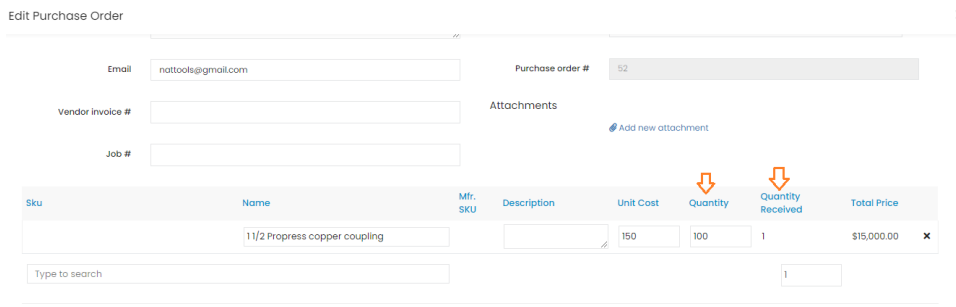 Edit Purchase Order
Email nattools@gmail.com Purchase order # 52
Vendor invoice # Attachments
Add new attachment
Job #
Sku Name Mfr. SKU Description Unit Cost Quantity Quantity Received Total Price
1 1/2 Propress copper coupling 150 100 1 $15,000.00 ×
Type to search 1